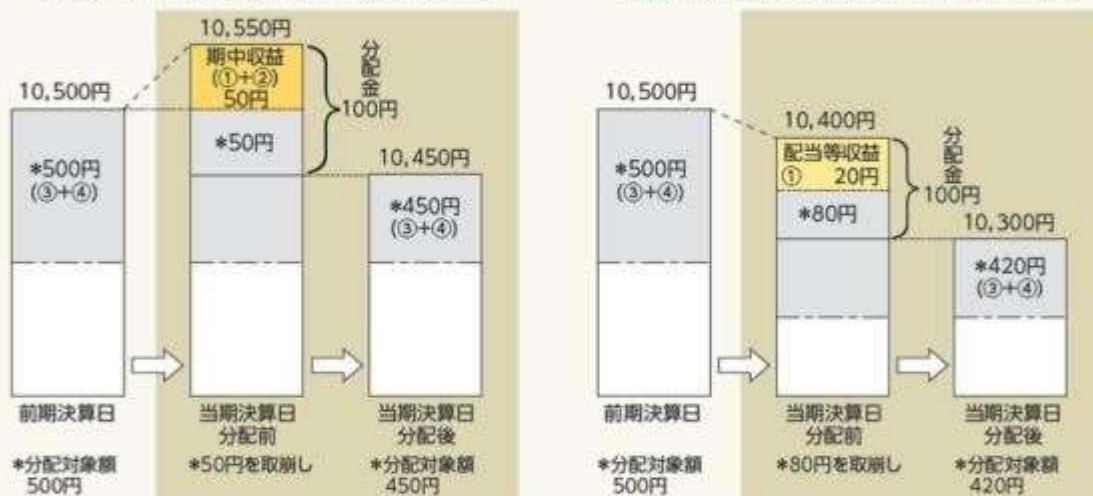 10,550円
期中収益
(①+②)
50円
分配金
100円
10,500円
*500円
(③+④)
*50円
10,450円
*450円
(③+④)
前期決算日
当期決算日
分配前
当期決算日
分配後
*分配対象額
500円
*50円を取崩し
*分配対象額
450円
10,500円
*500円
(③+④)
10,400円
配当等収益
① 20円
*80円
分配金
100円
10,300円
*420円
(③+④)
前期決算日
当期決算日
分配前
当期決算日
分配後
*分配対象額
500円
*80円を取崩し
*分配対象額
420円